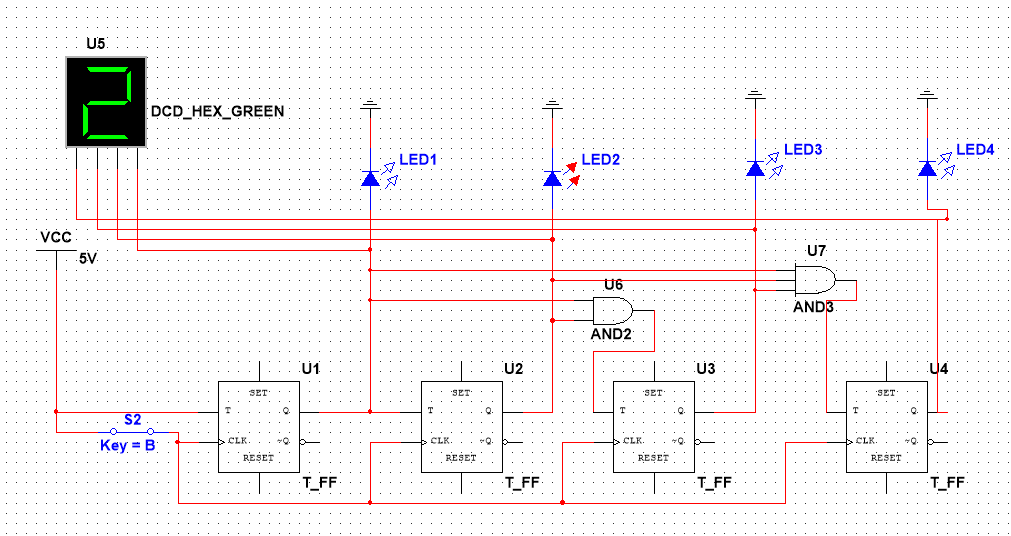 U5
2
DCD_HEX_GREEN
LED1
LED2
LED3
LED4
VCC
5V
U7
U6
AND3
AND2
U1
U2
U3
U4
SET
SET
SET
SET
T
Q
T
Q
T
Q
T
Q
S2
Key = B
CLK
~Q
CLK
~Q
CLK
~Q
CLK
~Q
RESET
RESET
RESET
RESET
T_FF
T_FF
T_FF
T_FF